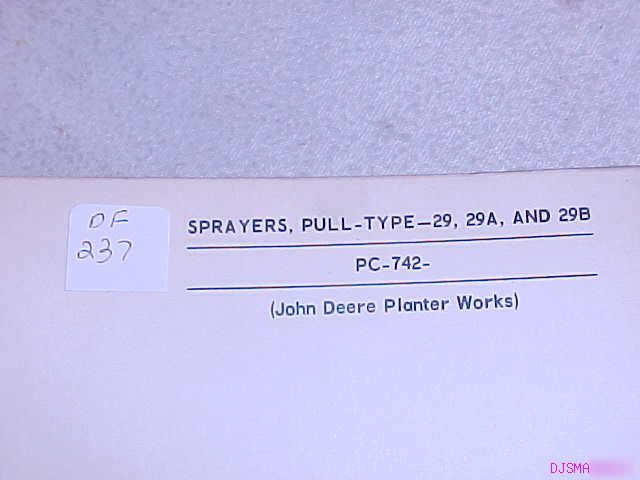 DF
237
SPRAYERS, PULL-TYPE—29, 29A, AND 29B
PC-742-
(John Deere Planter Works)
DJSMA